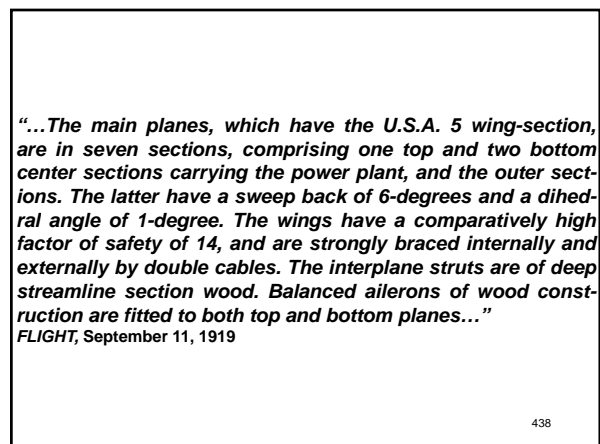 “…The main planes, which have the U.S.A. 5 wing-section,
are in seven sections, comprising one top and two bottom
center sections carrying the power plant, and the outer sect-
ions. The latter have a sweep back of 6-degrees and a dihed-
ral angle of 1-degree. The wings have a comparatively high
factor of safety of 14, and are strongly braced internally and
externally by double cables. The interplane struts are of deep
streamline section wood. Balanced ailerons of wood const-
ruction are fitted to both top and bottom planes…”
FLIGHT, September 11, 1919
438